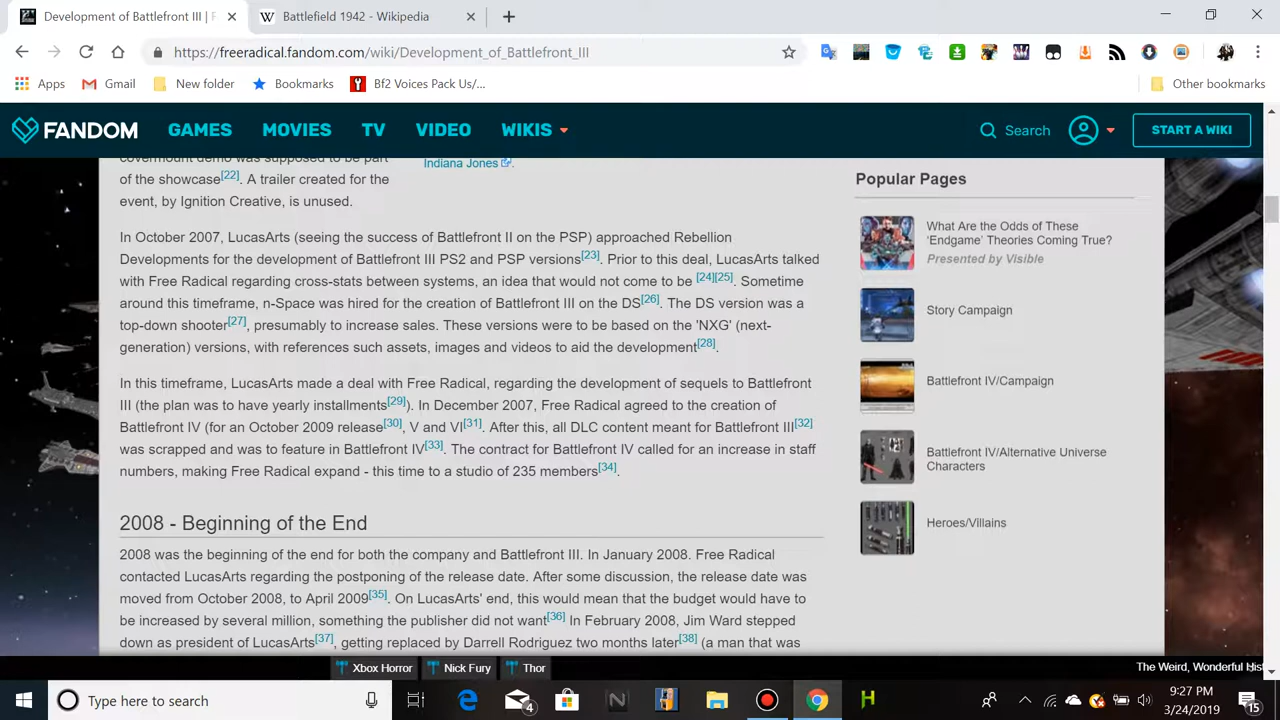 Development of Battlefront III | F
Battlefield 1942 - Wikipedia
https://freeradical.fandom.com/wiki/Development_of_Battlefront_III
Apps
Gmail
New folder
Bookmarks
Bf2 Voices Pack Us/...
Other bookmarks
FANDOM
GAMES
MOVIES
TV
VIDEO
WIKIS
Search
START A WIKI
covermount demo was supposed to be part
of the showcase[22]. A trailer created for the
event, by Ignition Creative, is unused.
Indiana Jones.
In October 2007, LucasArts (seeing the success of Battlefront II on the PSP) approached Rebellion
Developments for the development of Battlefront III PS2 and PSP versions[23]. Prior to this deal, LucasArts talked
with Free Radical regarding cross-stats between systems, an idea that would not come to be [24][25]. Sometime
around this timeframe, n-Space was hired for the creation of Battlefront III on the DS[26]. The DS version was a
top-down shooter[27], presumably to increase sales. These versions were to be based on the 'NXG' (next-
generation) versions, with references such assets, images and videos to aid the development[28].
In this timeframe, LucasArts made a deal with Free Radical, regarding the development of sequels to Battlefront
III (the plan was to have yearly installments[29]). In December 2007, Free Radical agreed to the creation of
Battlefront IV (for an October 2009 release[30], V and VI[31]. After this, all DLC content meant for Battlefront III[32]
was scrapped and was to feature in Battlefront IV[33]. The contract for Battlefront IV called for an increase in staff
numbers, making Free Radical expand - this time to a studio of 235 members[34].
2008 - Beginning of the End
2008 was the beginning of the end for both the company and Battlefront III. In January 2008. Free Radical
contacted LucasArts regarding the postponing of the release date. After some discussion, the release date was
moved from October 2008, to April 2009[35]. On LucasArts' end, this would mean that the budget would have to
be increased by several million, something the publisher did not want[36] In February 2008, Jim Ward stepped
down as president of LucasArts[37], getting replaced by Darrell Rodriguez two months later[38] (a man that was
Popular Pages
What Are the Odds of These
'Endgame' Theories Coming True?
Presented by Visible
Story Campaign
Battlefront IV/Campaign
Battlefront IV/Alternative Universe
Characters
Heroes/Villains
Xbox Horror
Nick Fury
Thor
The Weird, Wonderful Hist
Type here to search
4
9:27 PM
3/24/2019
15